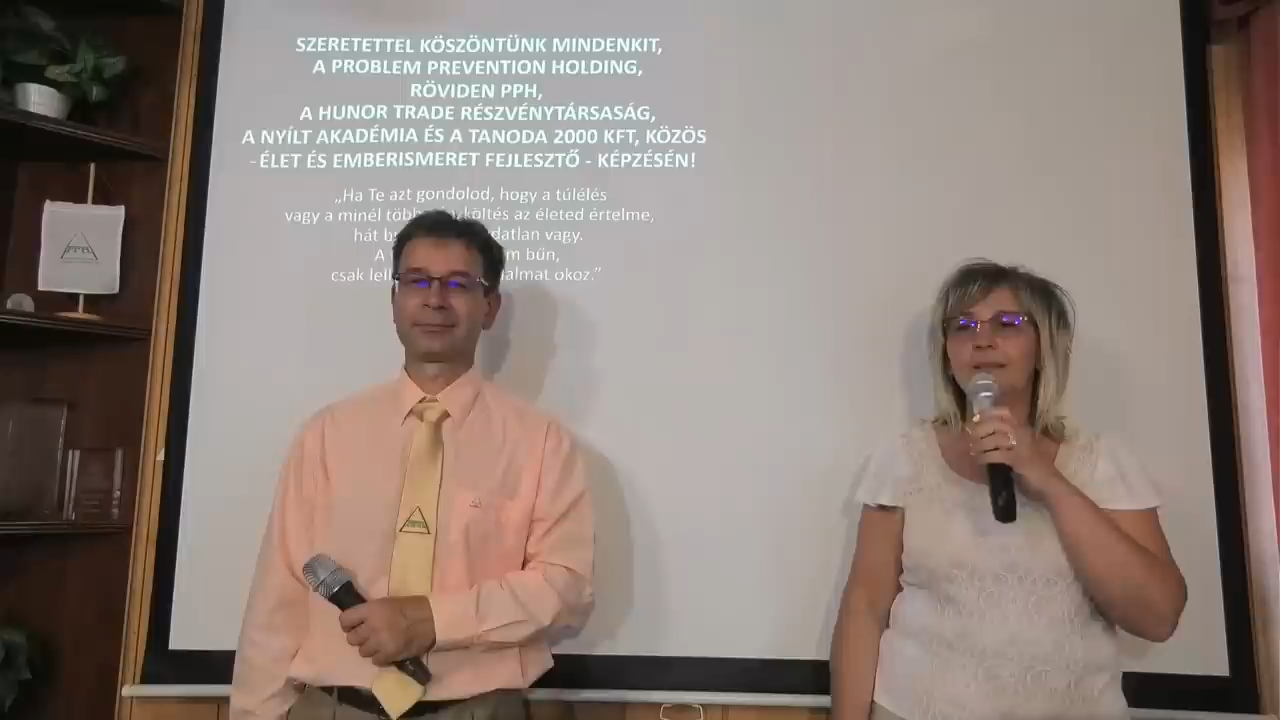 SZERETETTEL KÖSZÖNTÜNK MINDENKIT,
A PROBLEM PREVENTION HOLDING,
RÖVIDEN PPH,
A HUNOR TRADE RÉSZVÉNYTÁRSASÁG,
A NYÍLT AKADÉMIA ÉS A TANODA 2000 KFT, KÖZÖS
- ÉLET ÉS EMBERISMERET FEJLESZTŐ - KÉPZÉSÉN!
„Ha Te azt gondolod, hogy a túlélés
vagy a minél költés az életed értelme,
hát vagy.
A bűn,
csak okoz.”